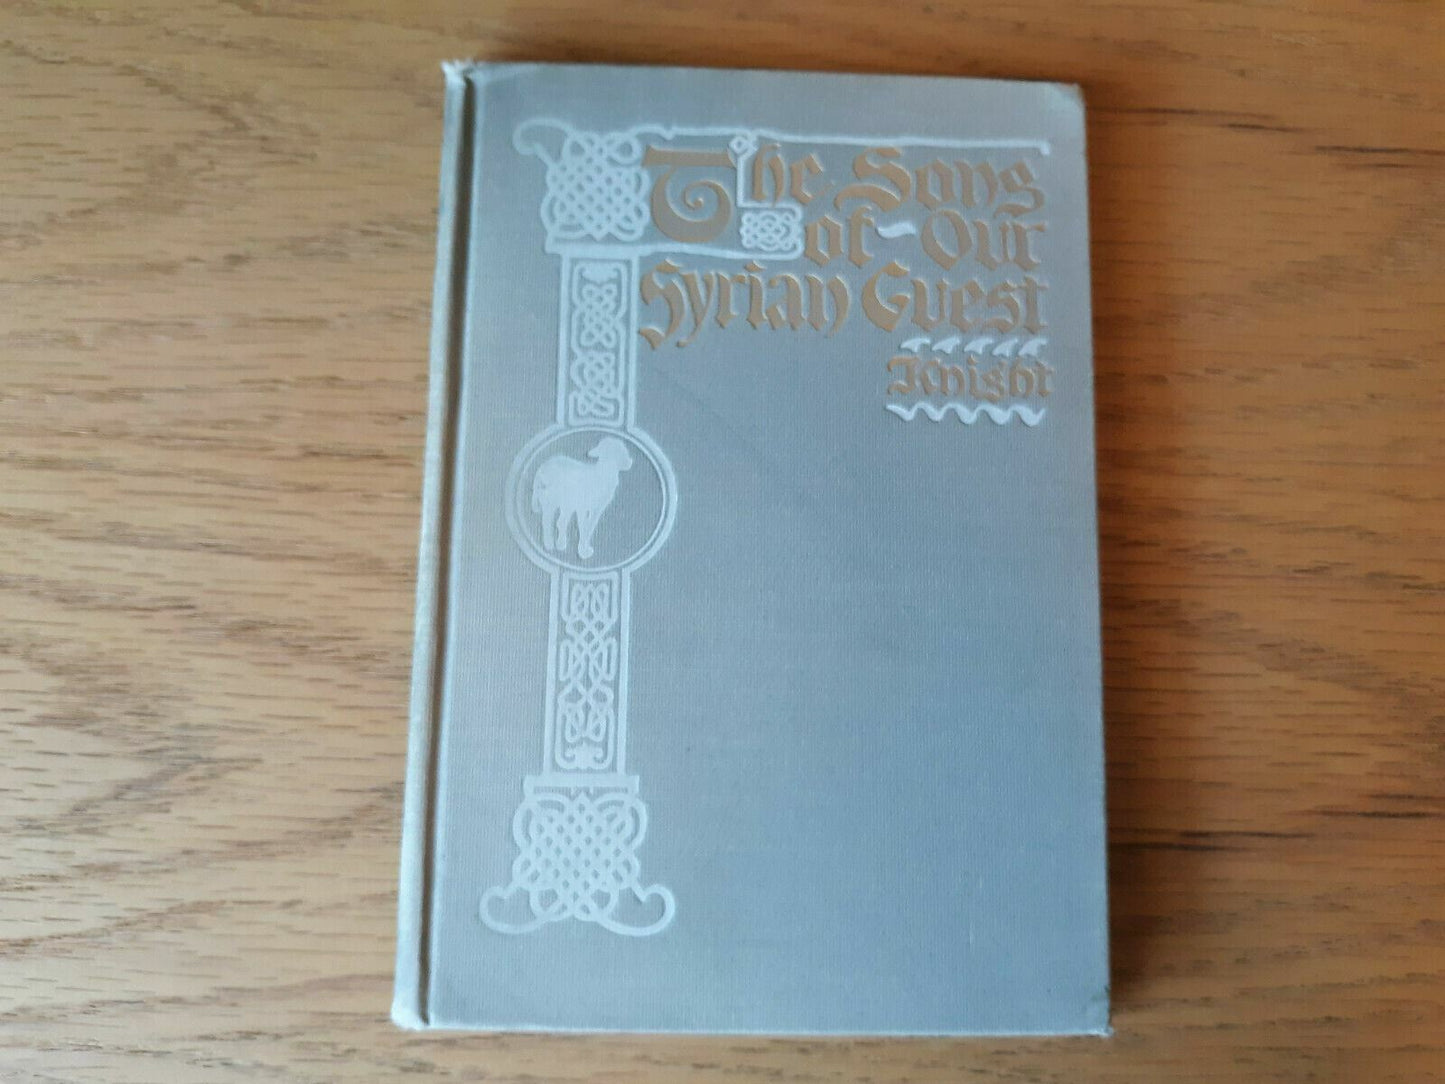 The Song
of Our
Syrian Guest
Knight